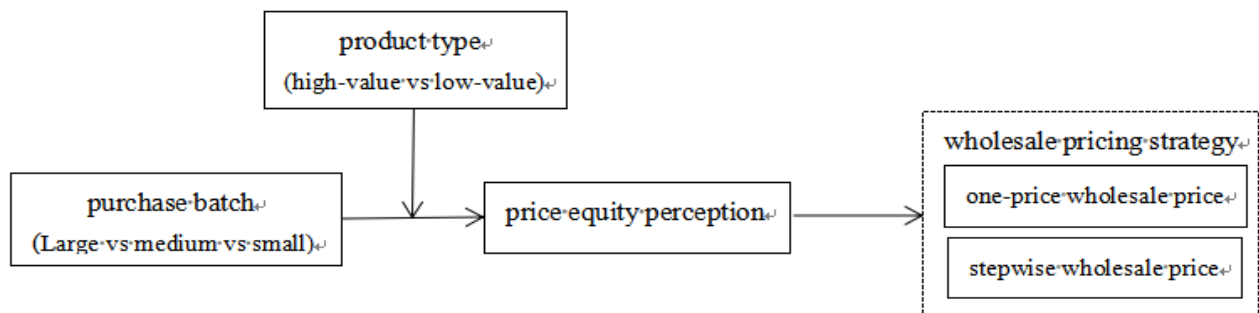 product type
(high-value vs low-value)
wholesale pricing strategy
purchase batch
(Large vs medium vs small)
price equity perception
one-price wholesale price
stepwise wholesale price